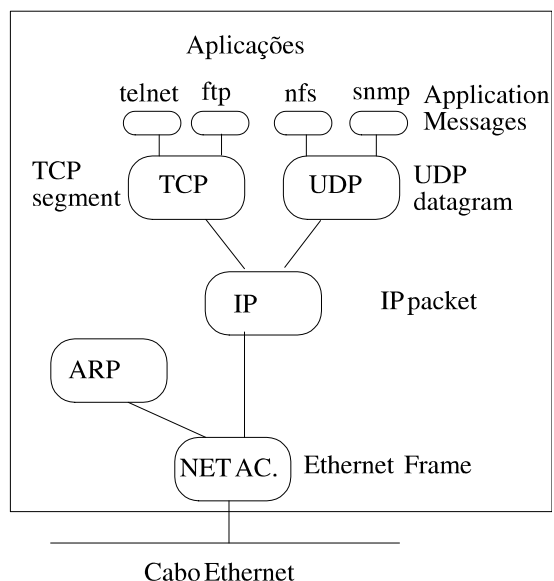 Aplicações
telnet ftp nfs snmp Application
Messages
TCP
segment
TCP
UDP
UDP
datagram
IP
IP packet
ARP
NET AC.
Ethernet Frame
Cabo Ethernet